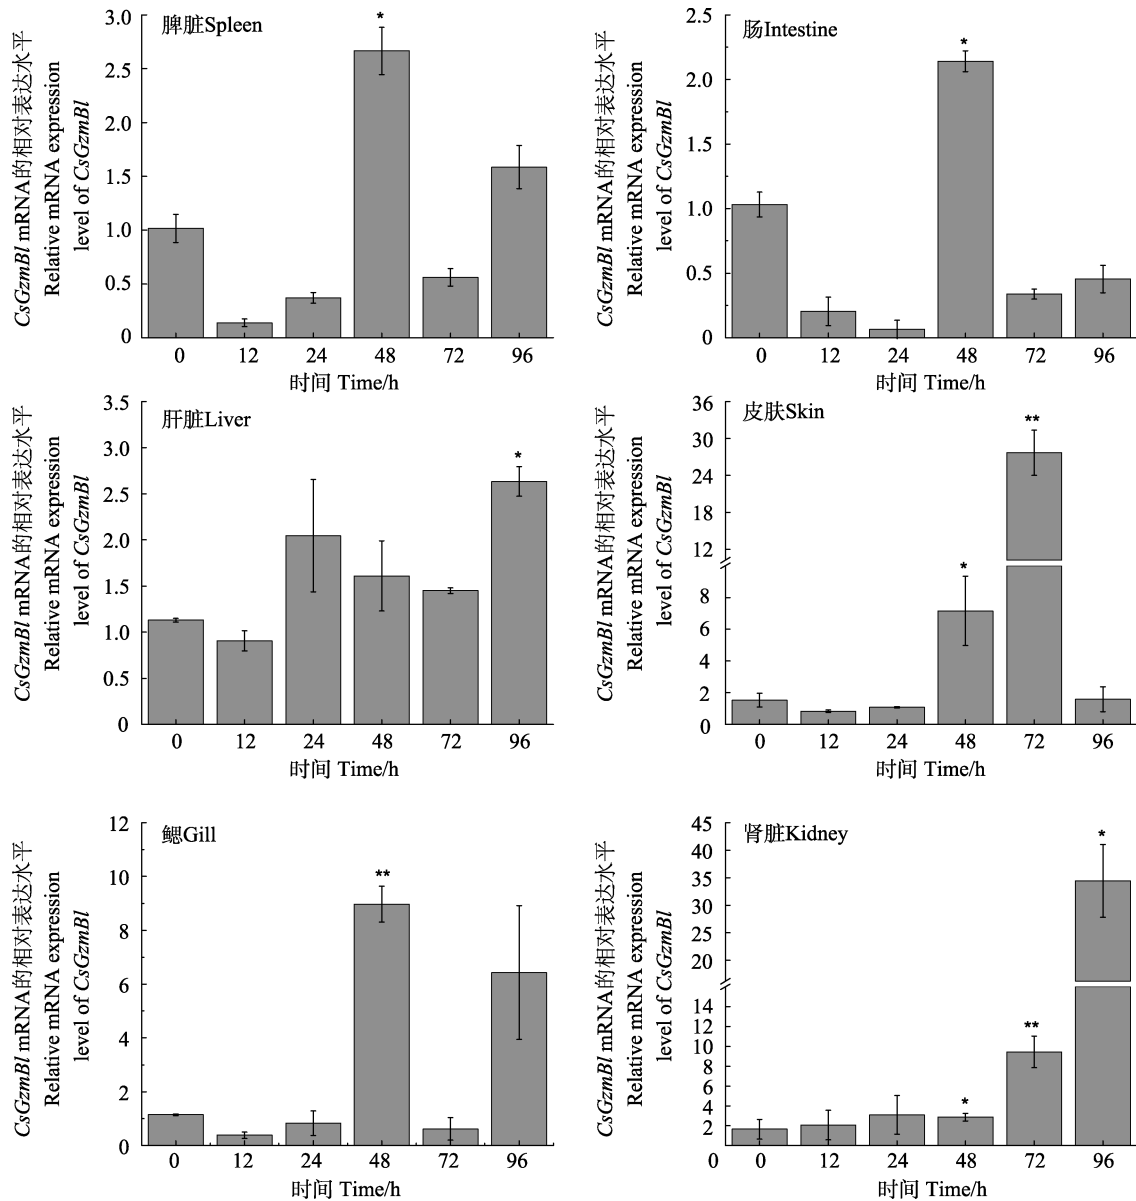 脾脏Spleen
*
3.0
2.5
2.0
1.5
1.0
0.5
0
CsGzmBl mRNA的相对表达水平
Relative mRNA expression
level of CsGzmBl
0 12 24 48 72 96
时间 Time/h
肠Intestine
*
2.5
2.0
1.5
1.0
0.5
0
CsGzmBl mRNA的相对表达水平
Relative mRNA expression
level of CsGzmBl
0 12 24 48 72 96
时间 Time/h
肝脏Liver
*
3.5
3.0
2.5
2.0
1.5
1.0
0.5
0
CsGzmBl mRNA的相对表达水平
Relative mRNA expression
level of CsGzmBl
0 12 24 48 72 96
时间 Time/h
皮肤Skin
**
*
36
30
24
18
12
8
6
4
2
0
CsGzmBl mRNA的相对表达水平
Relative mRNA expression
level of CsGzmBl
0 12 24 48 72 96
时间 Time/h
鳃Gill
**
12
10
8
6
4
2
0
CsGzmBl mRNA的相对表达水平
Relative mRNA expression
level of CsGzmBl
0 12 24 48 72 96
时间 Time/h
肾脏Kidney
*
**
*
45
40
35
30
25
20
14
12
10
8
6
4
2
0
CsGzmBl mRNA的相对表达水平
Relative mRNA expression
level of CsGzmBl
0 12 24 48 72 96
时间 Time/h